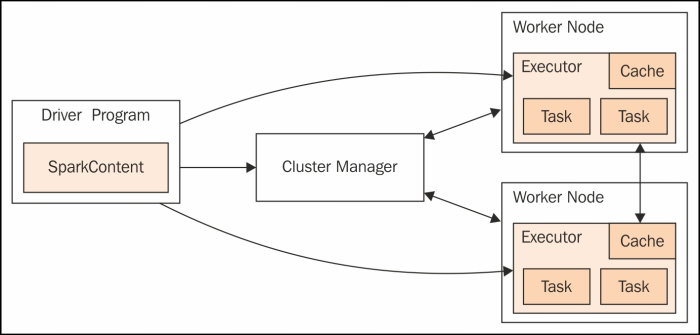 Driver Program
SparkContent
Cluster Manager
Worker Node
Executor
Cache
Task
Task
Worker Node
Executor
Cache
Task
Task